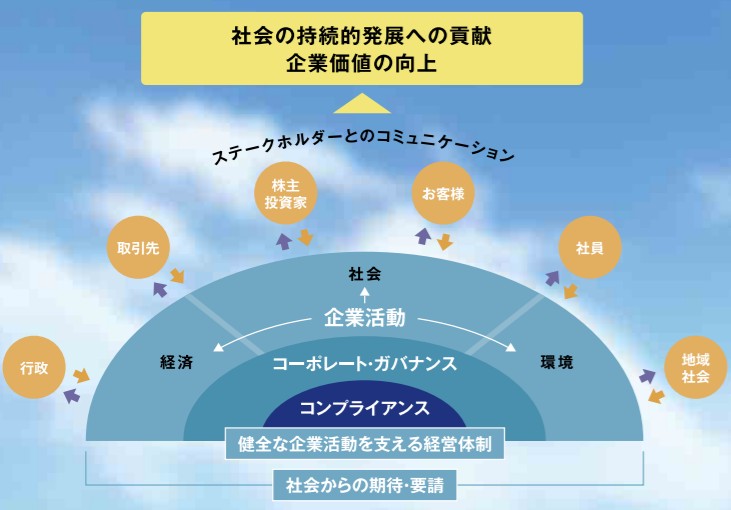 社会の持続的発展への貢献
企業価値の向上
ステークホルダーとのコミュニケーション
株主
投資家
お客様
取引先
社員
社会
企業活動
経済
コーポレート・ガバナンス
環境
行政
地域
社会
コンプライアンス
健全な企業活動を支える経営体制
社会からの期待・要請